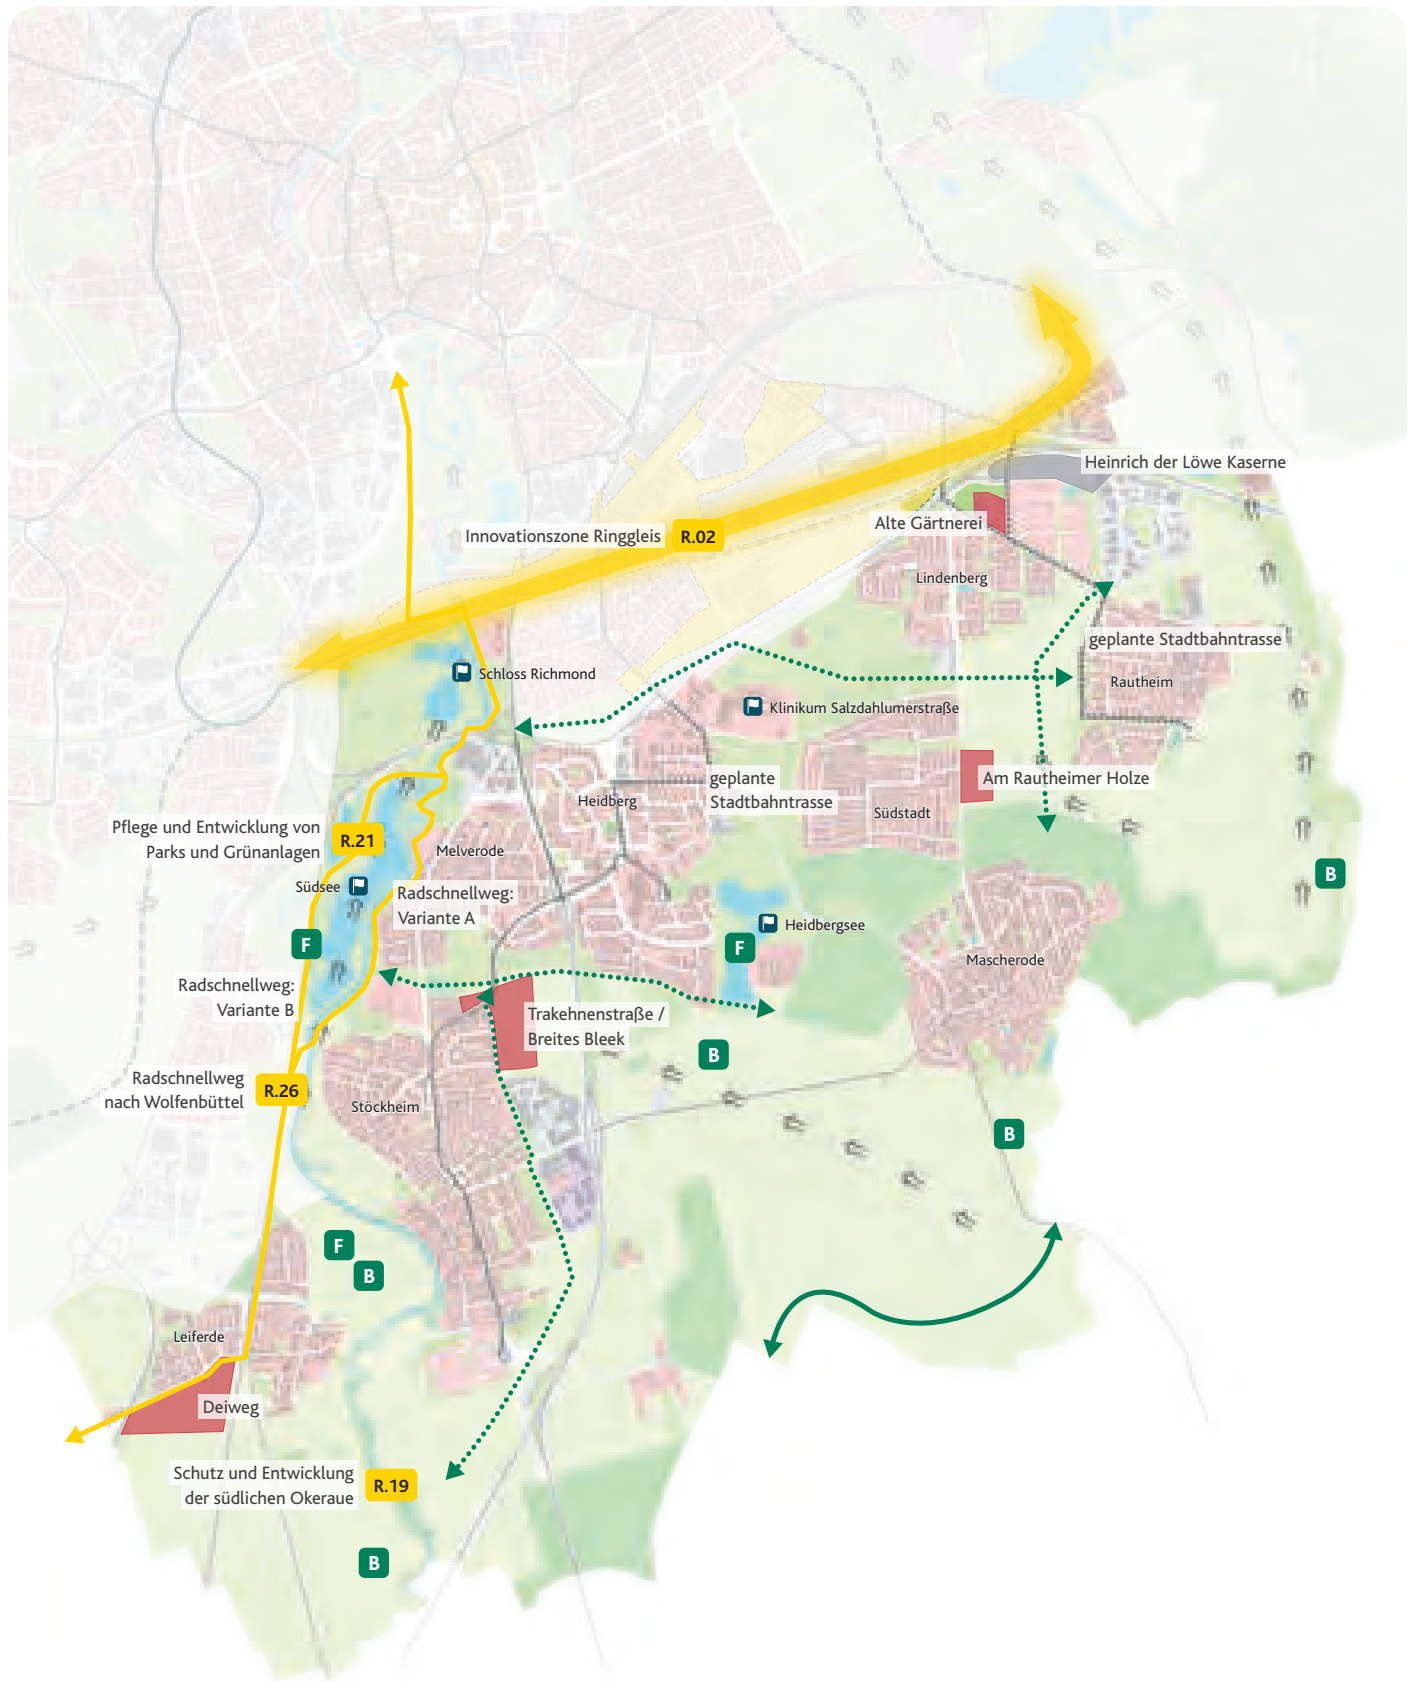 Heinrich der Löwe Kaserne
Alte Gärtnerei
Innovationszone Ringgleis R.02
Lindenberg
geplante Stadtbahntrasse
Schloss Richmond
Rautheim
Klinikum Salzdahlumerstraße
geplante
Stadtbahntrasse
Am Rautheimer Holze
Heidberg
Südstadt
Pflege und Entwicklung von
Parks und Grünanlagen
R.21
Melverode
B
Südsee
Radschnellweg:
Variante A
Heidbergsee
F
F
Mascherode
Radschnellweg:
Variante B
Trakehnenstraße /
Breites Bleek
B
Radschnellweg
nach Wolfenbüttel
R.26
Stöckheim
B
F
B
Leiferde
Deiweg
Schutz und Entwicklung
der südlichen Okeraue
R.19
B